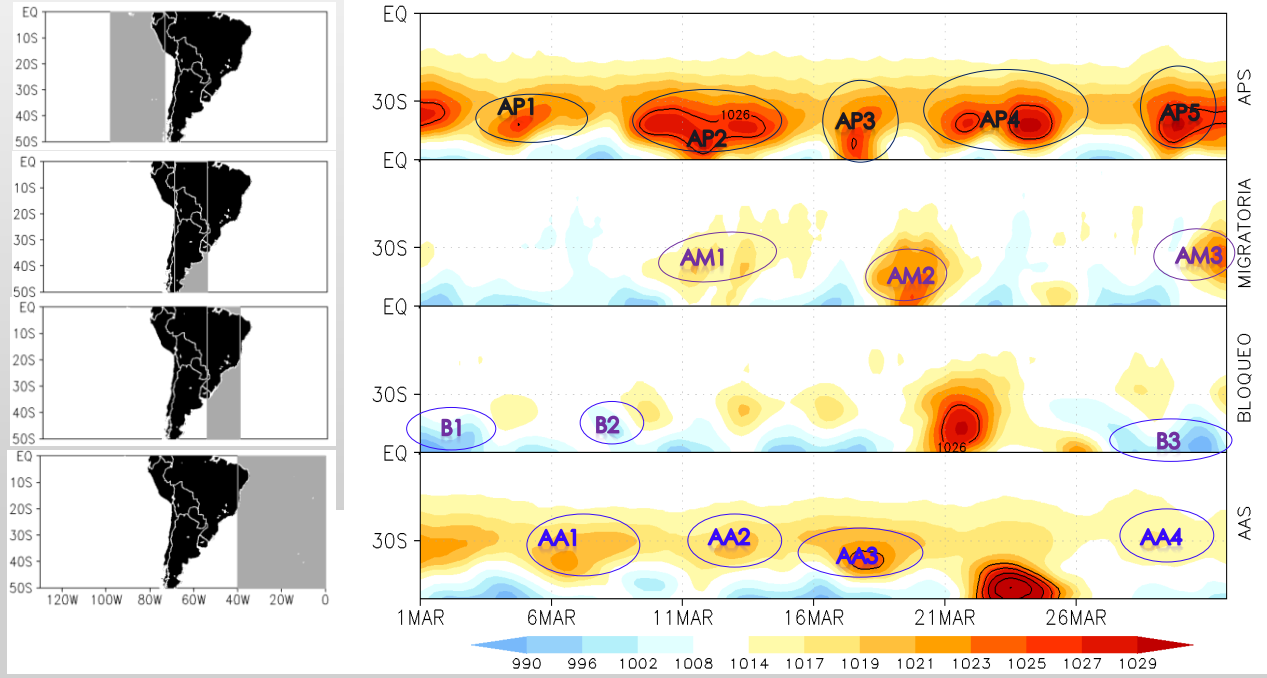 EQ
10S
20S
30S
40S
50S
EQ
10S
20S
30S
40S
50S
EQ
10S
20S
30S
40S
50S
EQ
10S
20S
30S
40S
50S
120W 100W 80W 60W 40W 20W 0
EQ
30S
AP1 AP2 1026 AP3 AP4 AP5
APS
EQ
30S
AM1 AM2 AM3
MIGRATORIA
EQ
30S
B1 B2 1026 B3
BLOQUEO
EQ
30S
AA1 AA2 AA3 AA4
AAS
1MAR 6MAR 11MAR 16MAR 21MAR 26MAR
990 996 1002 1008 1014 1017 1019 1021 1023 1025 1027 1029